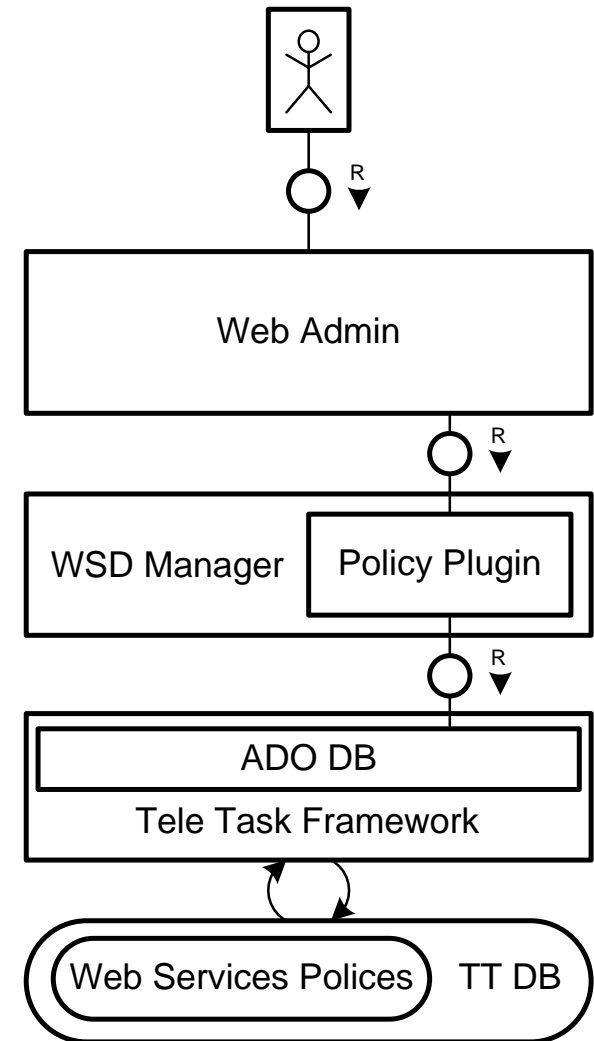 R
Web Admin
R
WSD Manager
Policy Plugin
R
ADO DB
Tele Task Framework
Web Services Polices
TT DB